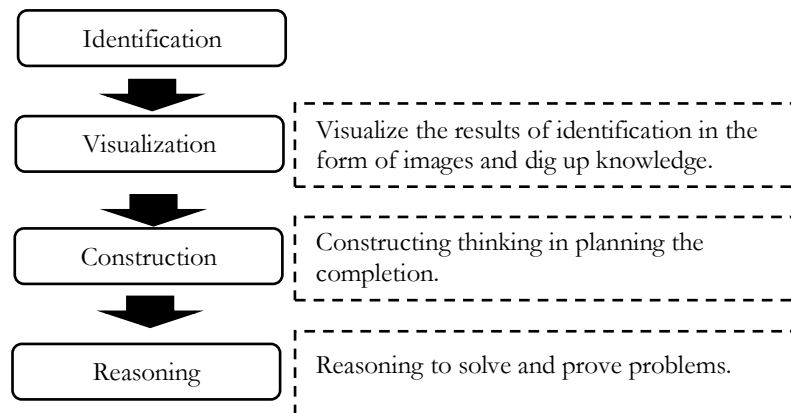 Identification
Visualization
Visualize the results of identification in the
form of images and dig up knowledge.
Construction
Constructing thinking in planning the
completion.
Reasoning
Reasoning to solve and prove problems.